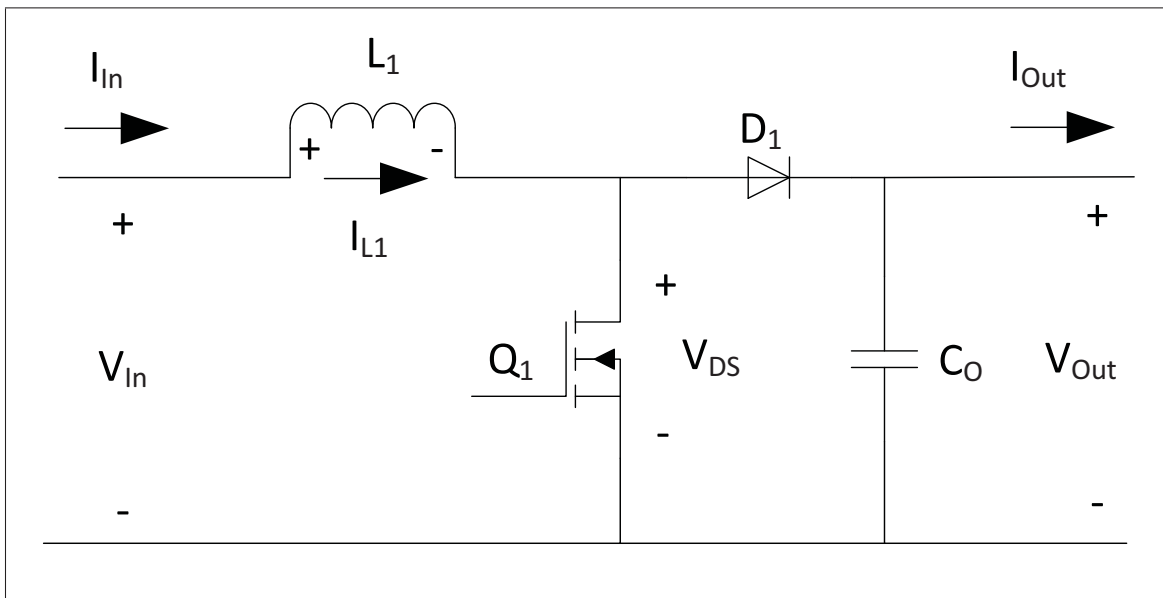 I_In
L_1
I_Out
+ -
D_1
I_L1
+
+
+
Q_1
V_In
V_DS
C_O
V_Out
-
-
-